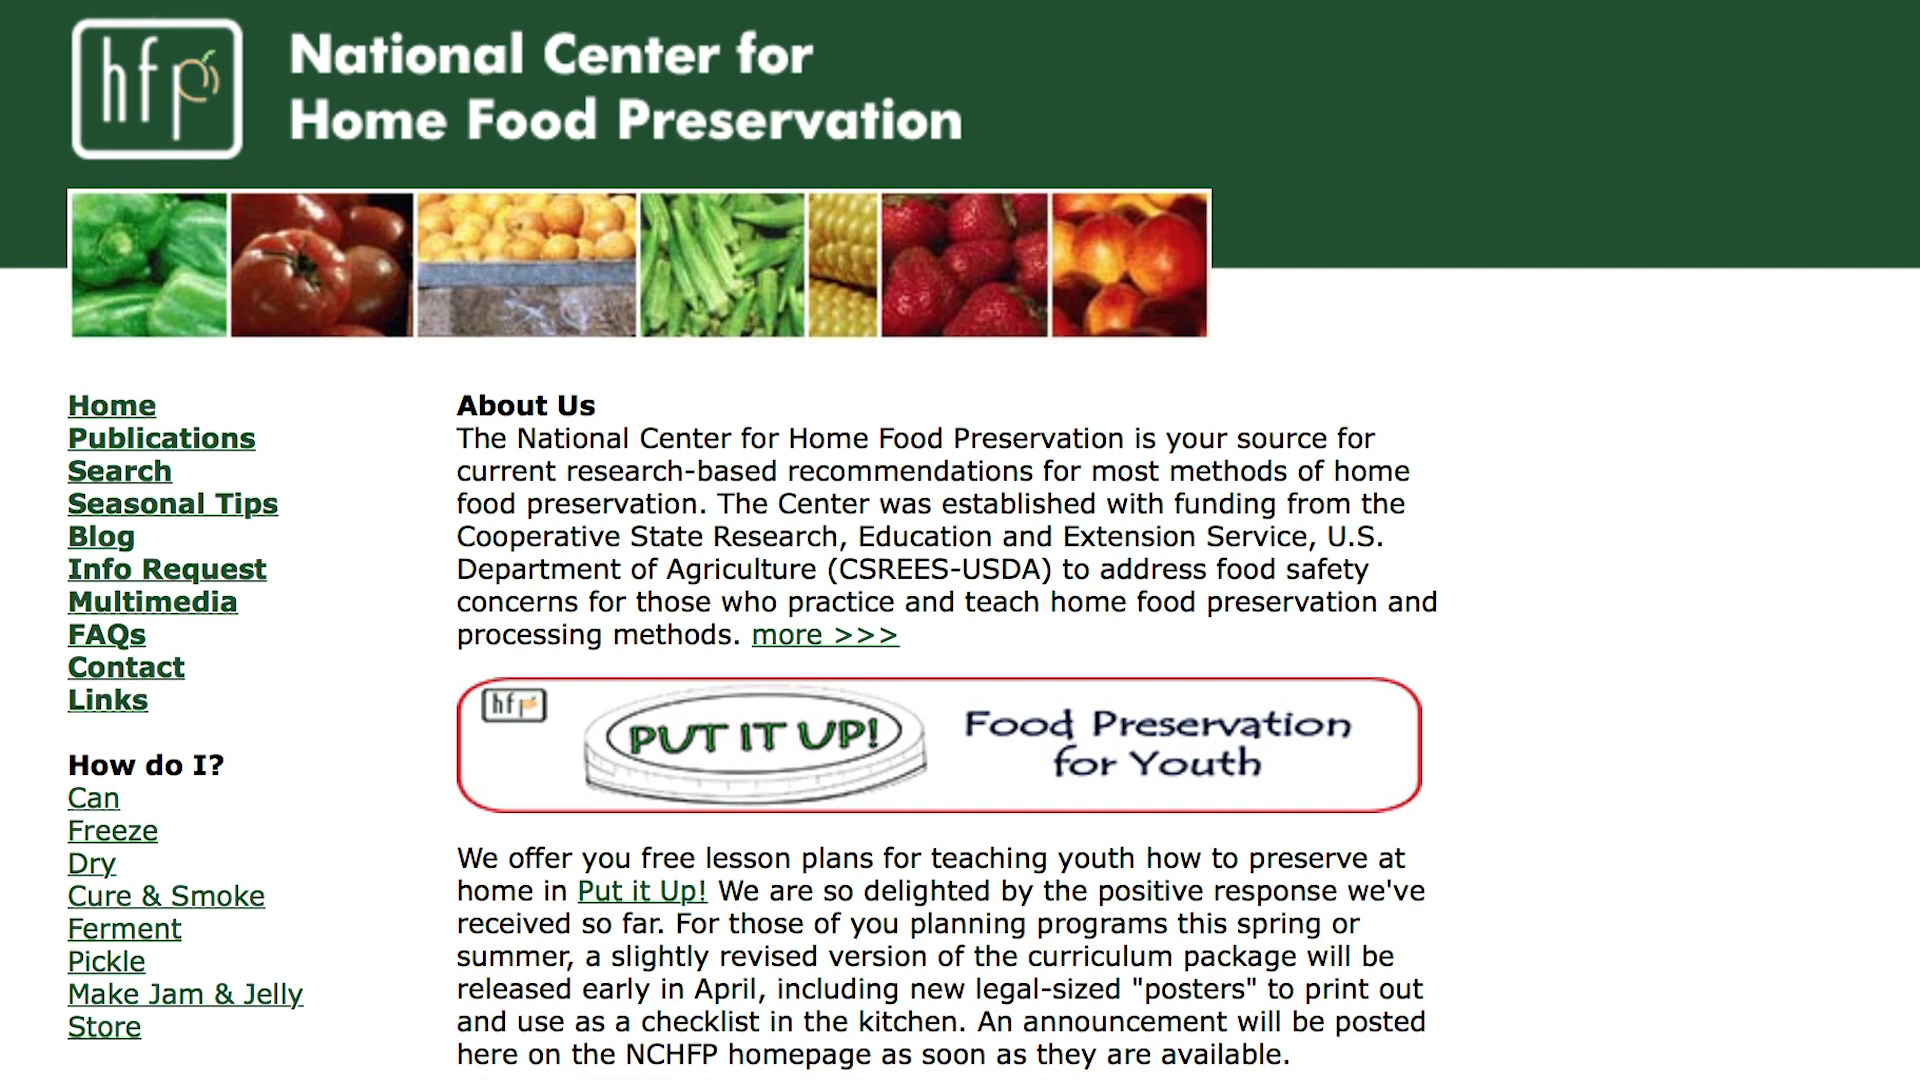 hfp
National Center for
Home Food Preservation
Home
Publications
Search
Seasonal Tips
Blog
Info Request
Multimedia
FAQs
Contact
Links
How do I?
Can
Freeze
Dry
Cure & Smoke
Ferment
Pickle
Make Jam & Jelly
Store
About Us
The National Center for Home Food Preservation is your source for
current research-based recommendations for most methods of home
food preservation. The Center was established with funding from the
Cooperative State Research, Education and Extension Service, U.S.
Department of Agriculture (CSREES-USDA) to address food safety
concerns for those who practice and teach home food preservation and
processing methods. more >>>
hfp
PUT IT UP!
Food Preservation
for Youth
We offer you free lesson plans for teaching youth how to preserve at
home in Put it Up! We are so delighted by the positive response we've
received so far. For those of you planning programs this spring or
summer, a slightly revised version of the curriculum package will be
released early in April, including new legal-sized "posters" to print out
and use as a checklist in the kitchen. An announcement will be posted
here on the NCHFP homepage as soon as they are available.